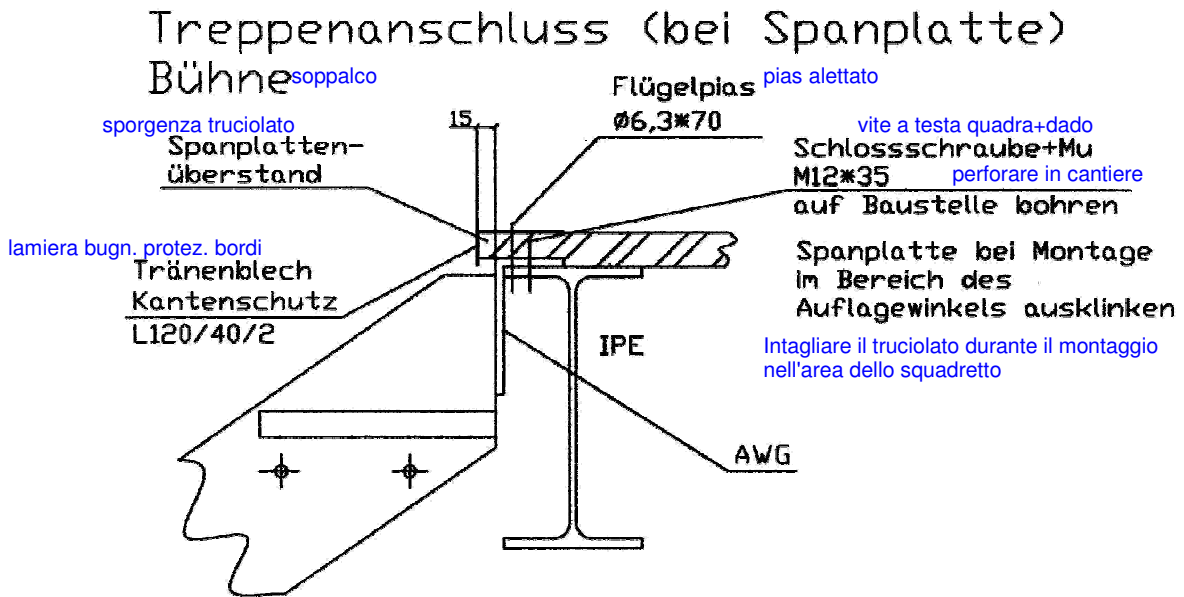 Treppenanschluss (bei Spanplatte)
Bühne
soppalco
Flügelpias
pias alettato
Ø6,3*70
15
sporgenza truciolato
Spanplatten-
überstand
vite a testa quadra+dado
Schlossschraube+Mu
M12*35
perforare in cantiere
auf Baustelle bohren
lamiera bugn. protez. bordi
Tränenblech
Kantenschutz
L120/40/2
Spanplatte bei Montage
im Bereich des
Auflagewinkels ausklinken
IPE
Intagliare il truciolato durante il montaggio
nell'area dello squadretto
AWG